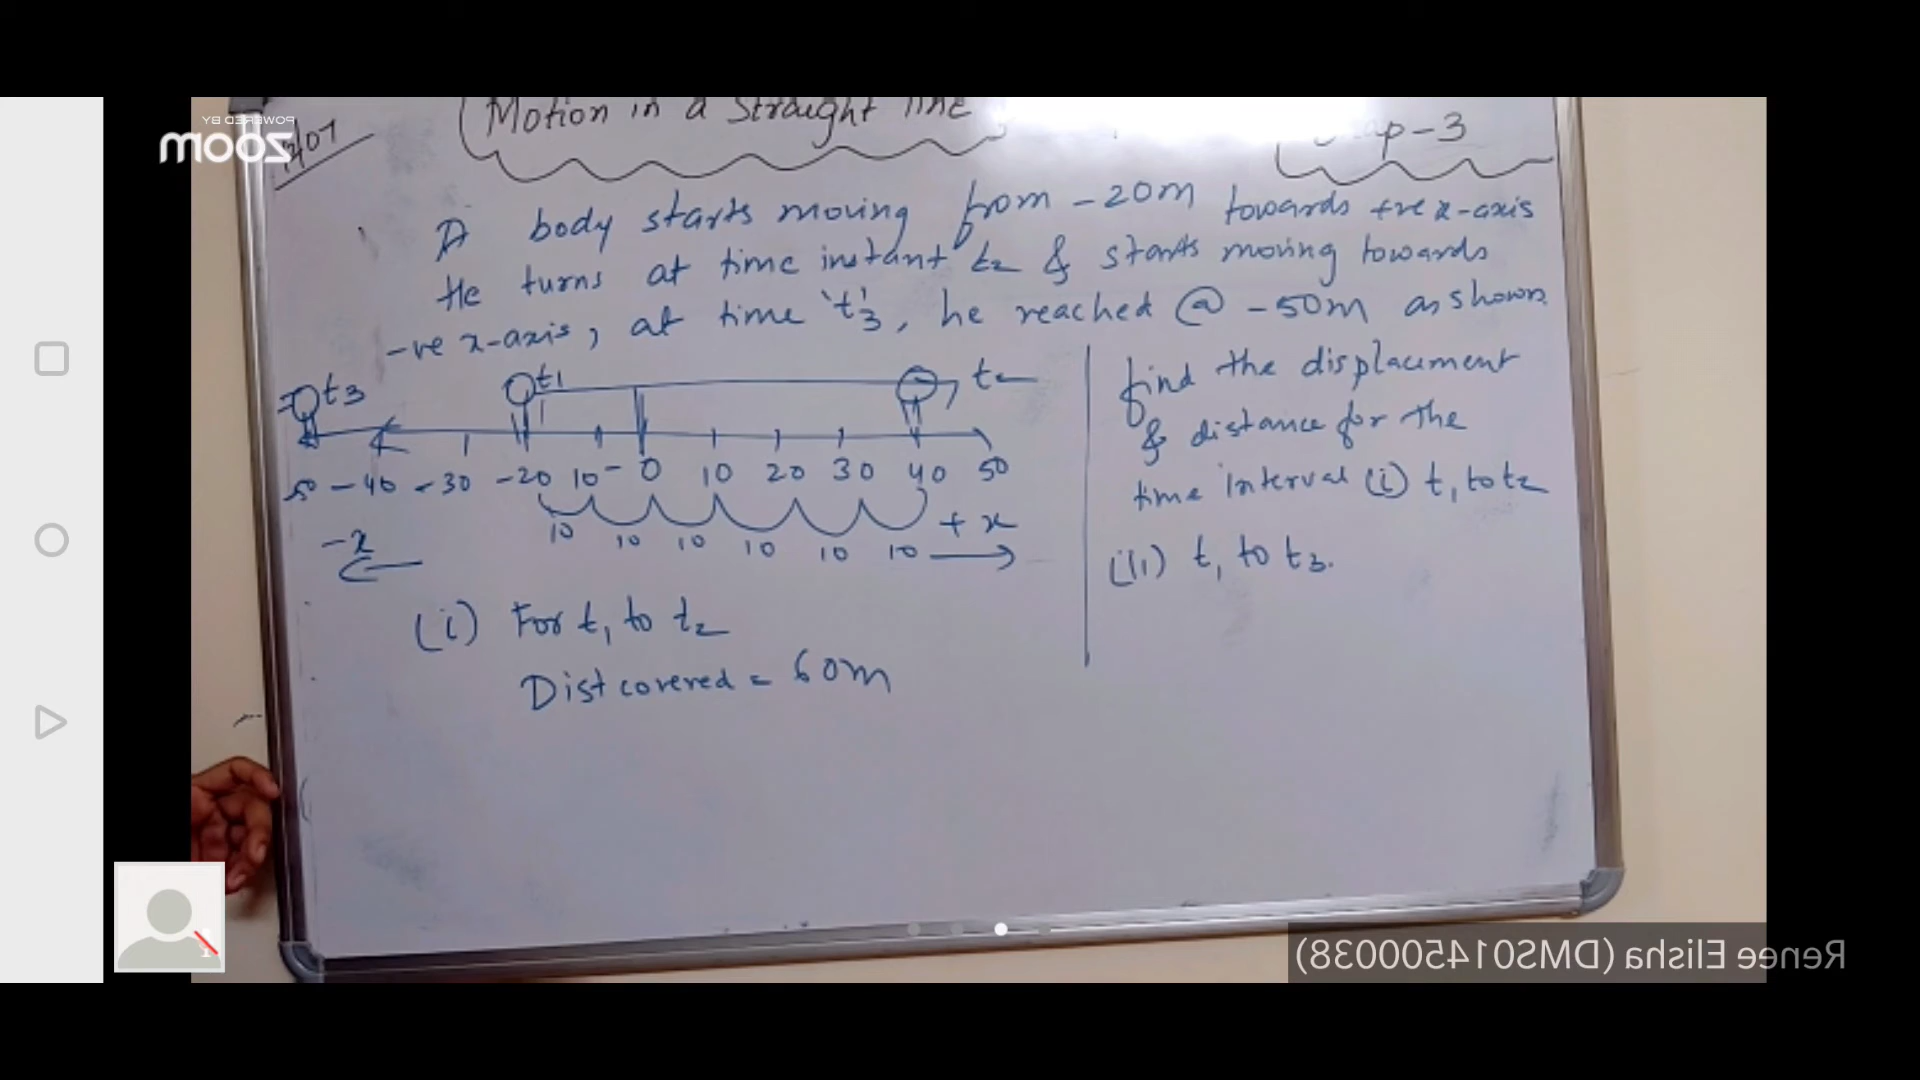 POWERED BY
zoom
Motion in a straight line
-3
A body starts moving from -20m towards +ve x-axis
He turns at time instant t2 & starts moving towards
-ve x-axis, at time 't'3, he reached @ -50m as shown.
t3 t1 t2
50 -40 -30 -20 10- 0 10 20 30 40 50
10 10 10 10 10 10
-x
+x
find the displacement
& distance for the
time interval (i) t1 to t2
(ii) t1 to t3.
(i) For t1 to t2
Dist covered = 60m
Renee Elisha (DMS014500038)